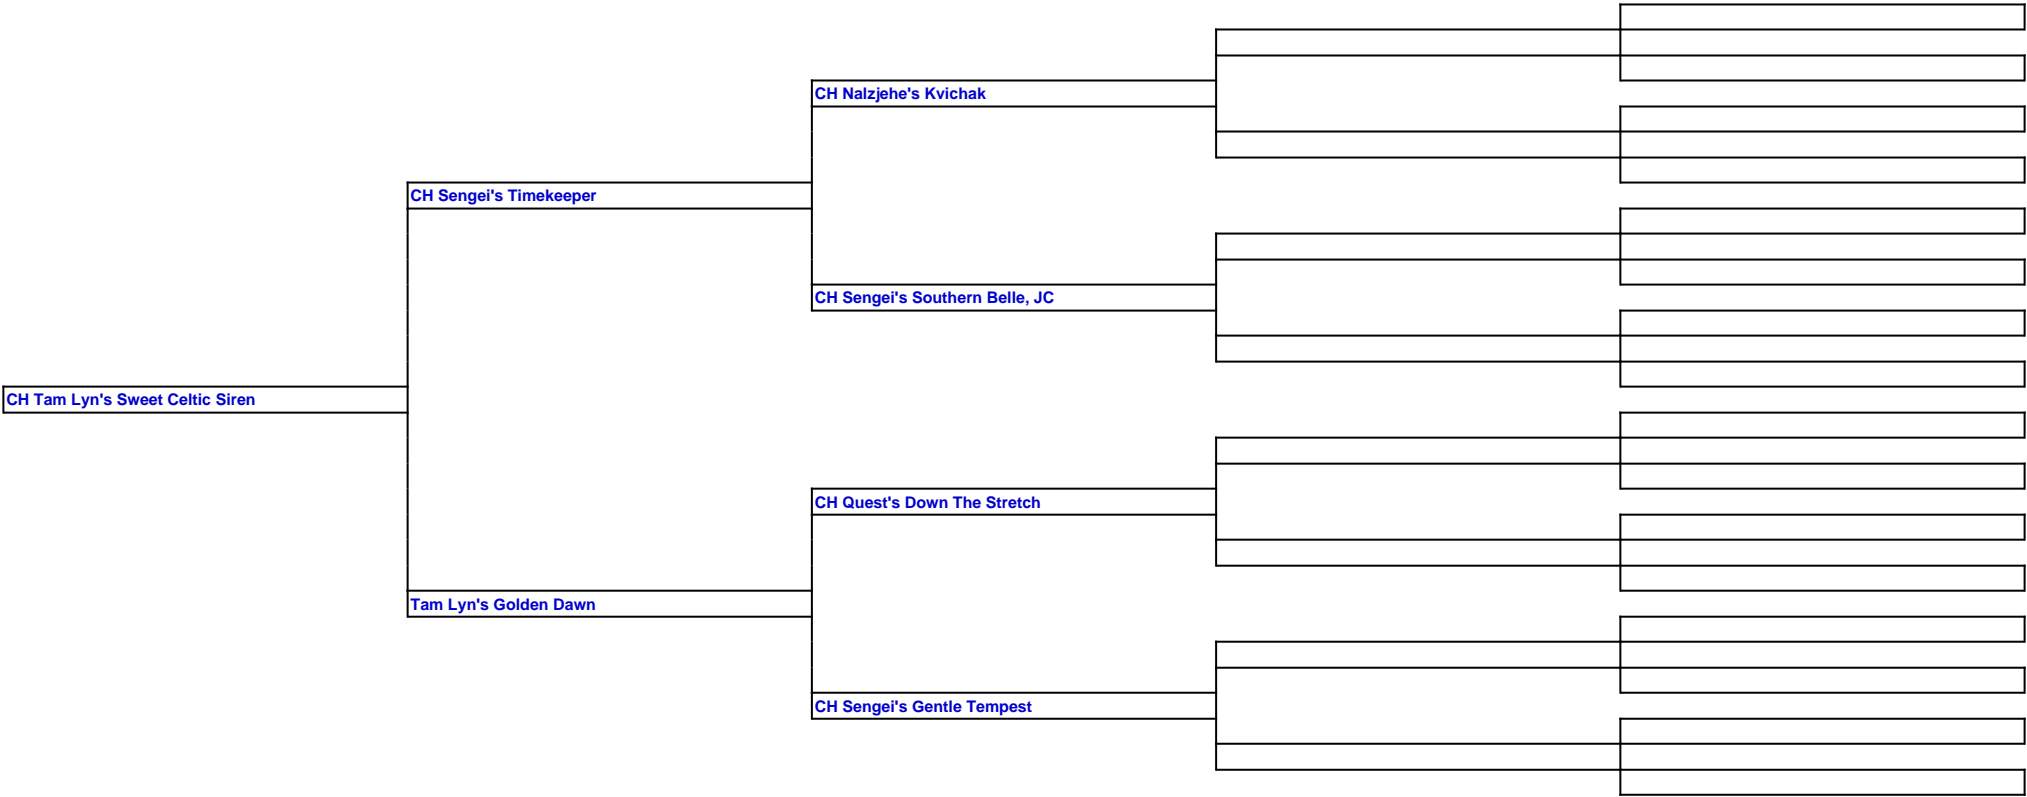 CH Nalzjehe's Kvichak
CH Sengei's Timekeeper
CH Sengei's Southern Belle, JC
CH Tam Lyn's Sweet Celtic Siren
CH Quest's Down The Stretch
Tam Lyn's Golden Dawn
CH Sengei's Gentle Tempest